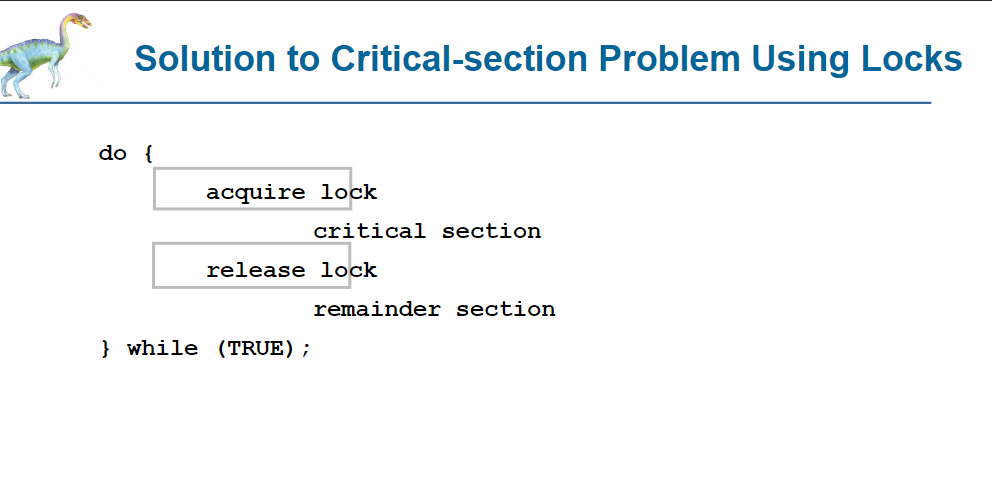 Solution to Critical-section Problem Using Locks
do {
acquire lock
critical section
release lock
remainder section
} while (TRUE);